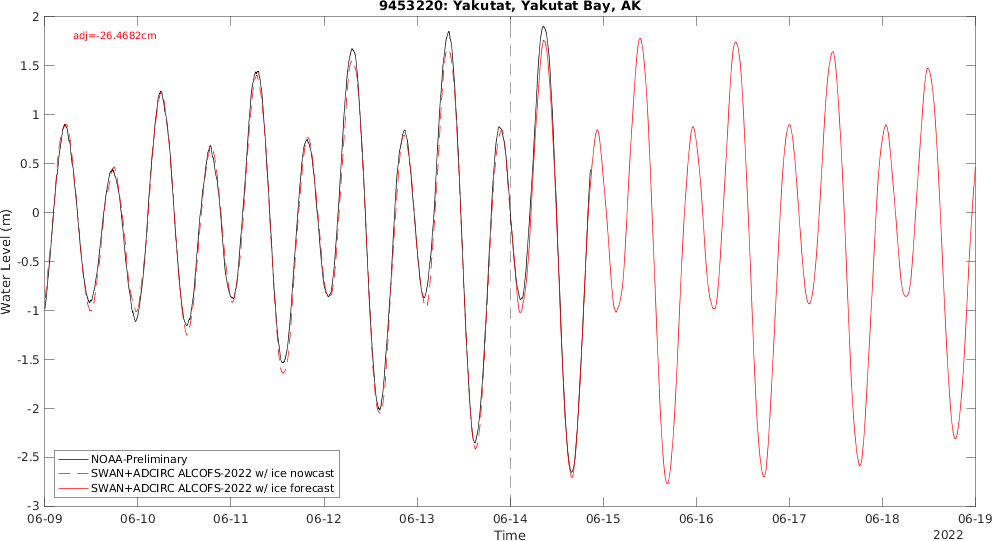 9453220: Yakutat, Yakutat Bay, AK
adj=-26.4682cm
2
1.5
1
0.5
0
-0.5
-1
-1.5
-2
-2.5
-3
Water Level (m)
NOAA-Preliminary
SWAN+ADCIRC ALCOFS-2022 w/ ice nowcast
SWAN+ADCIRC ALCOFS-2022 w/ ice forecast
06-09 06-10 06-11 06-12 06-13 06-14 06-15 06-16 06-17 06-18 06-19
Time
2022